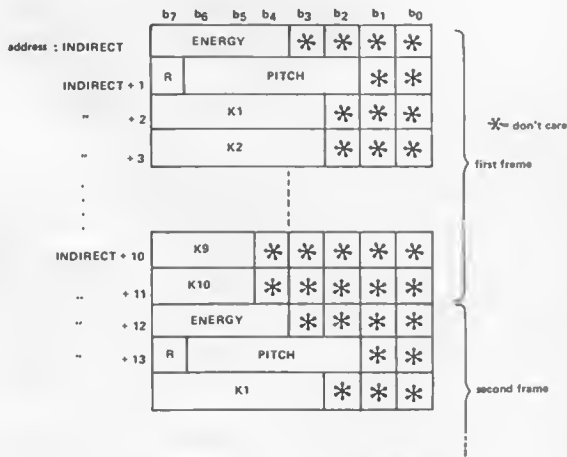 b7 b6 b5 b4 b3 b2 b1 b0
address : INDIRECT ENERGY * * * *
INDIRECT + 1 R PITCH * *
" + 2 K1 * * *
*= don't care
" + 3 K2 * * *
first frame
INDIRECT + 10 K9 * * * * *
" + 11 K10 * * * * *
" + 12 ENERGY * * * *
" + 13 R PITCH * *
K1 * * *
second frame